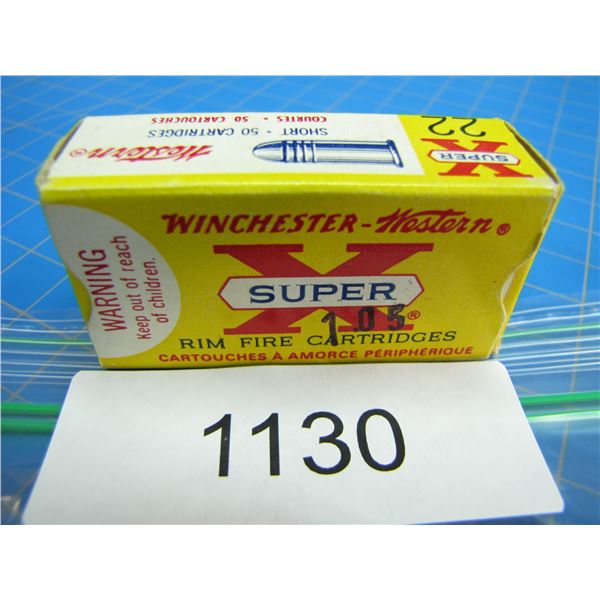 22
SUPER
X
SHORT · 50 CARTRIDGES
COURTES · 50 CARTOUCHES
Western®
WINCHESTER-Western®
X
SUPER
®
1.05
RIM FIRE CARTRIDGES
CARTOUCHES À AMORCE PÉRIPHÉRIQUE
WARNING
Keep out of reach
of children.
1130